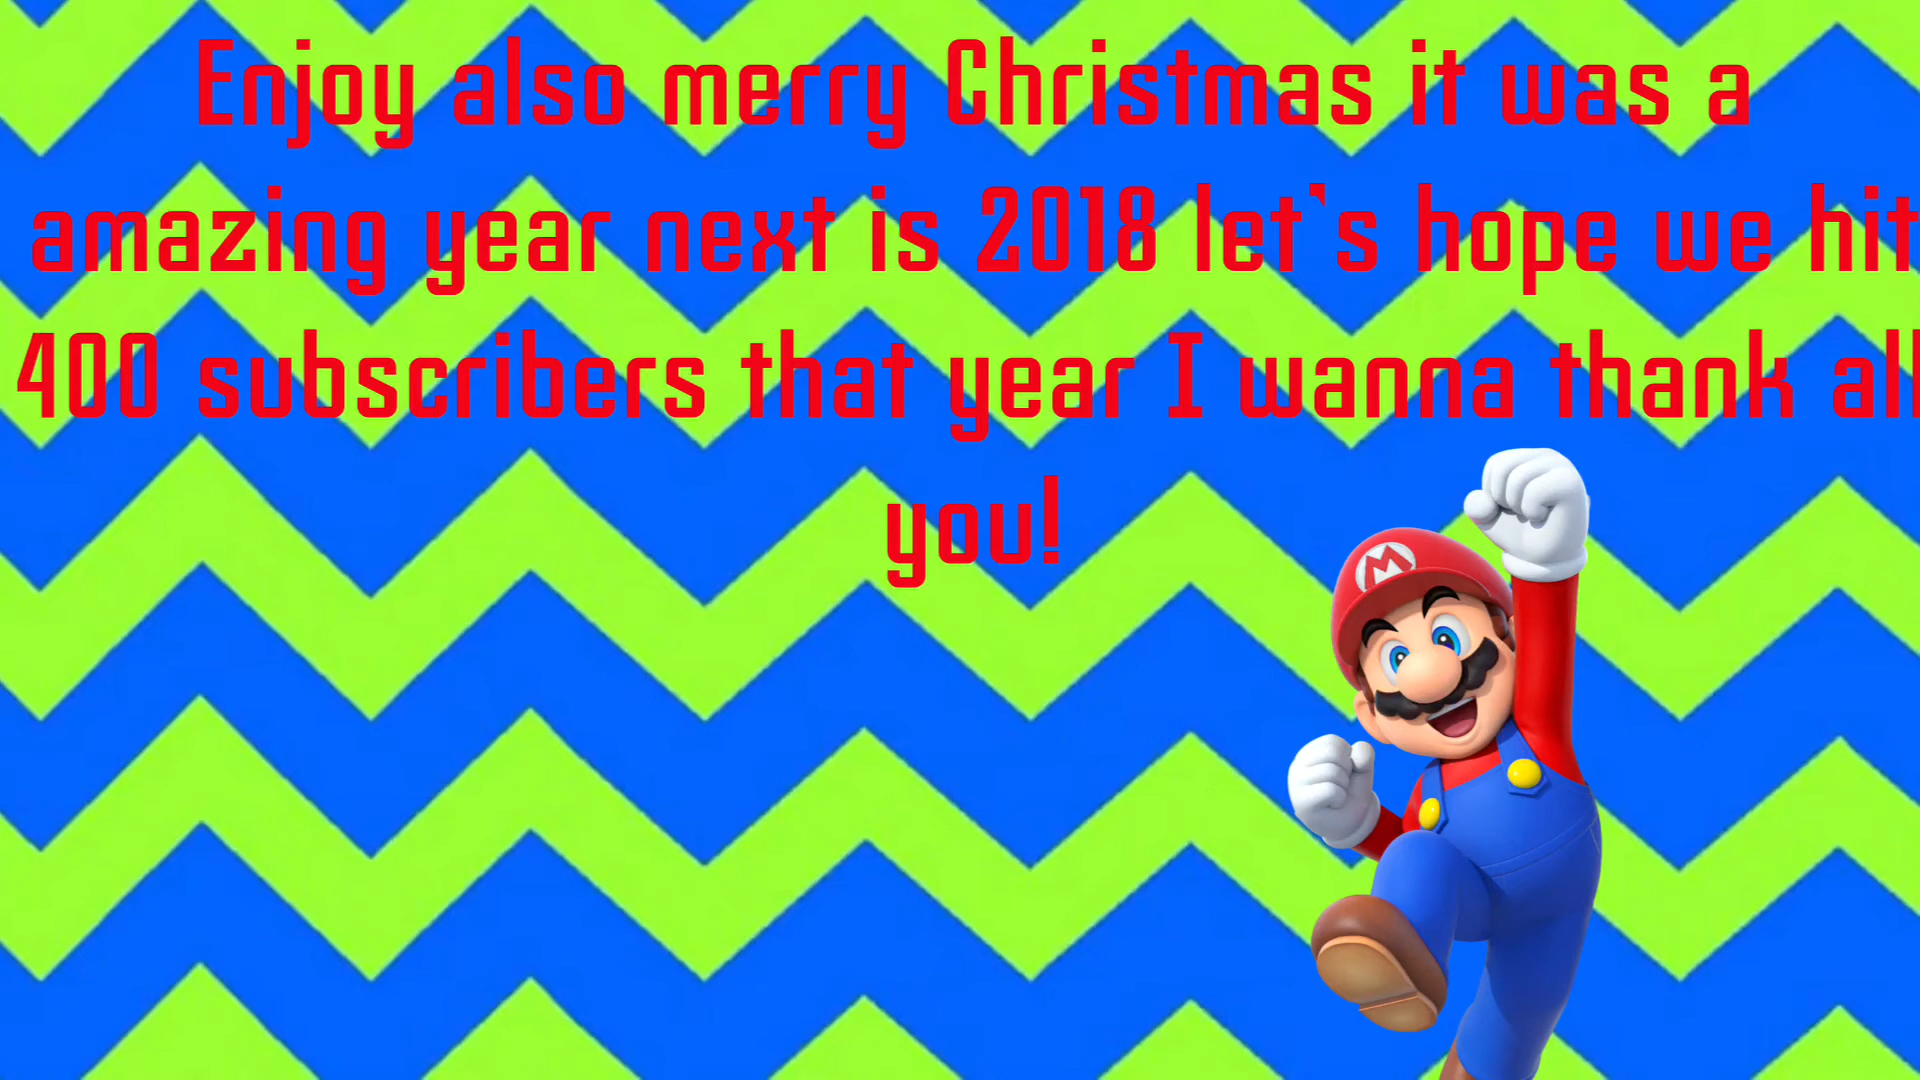 Enjoy also merry Christmas it was a
amazing year next is 2018 let's hope we hit
400 subscribers that year I wanna thank all
you!
M